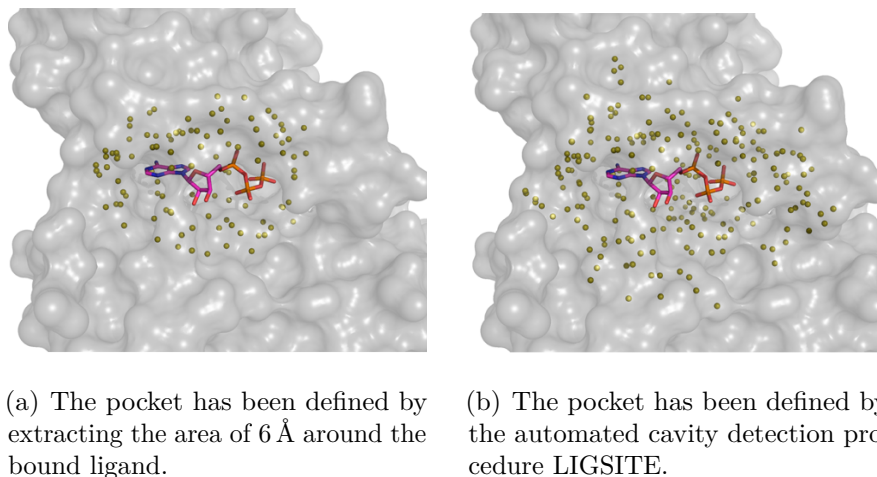 (a) The pocket has been defined by
extracting the area of 6 Å around the
bound ligand.
(b) The pocket has been defined by
the automated cavity detection pro-
cedure LIGSITE.